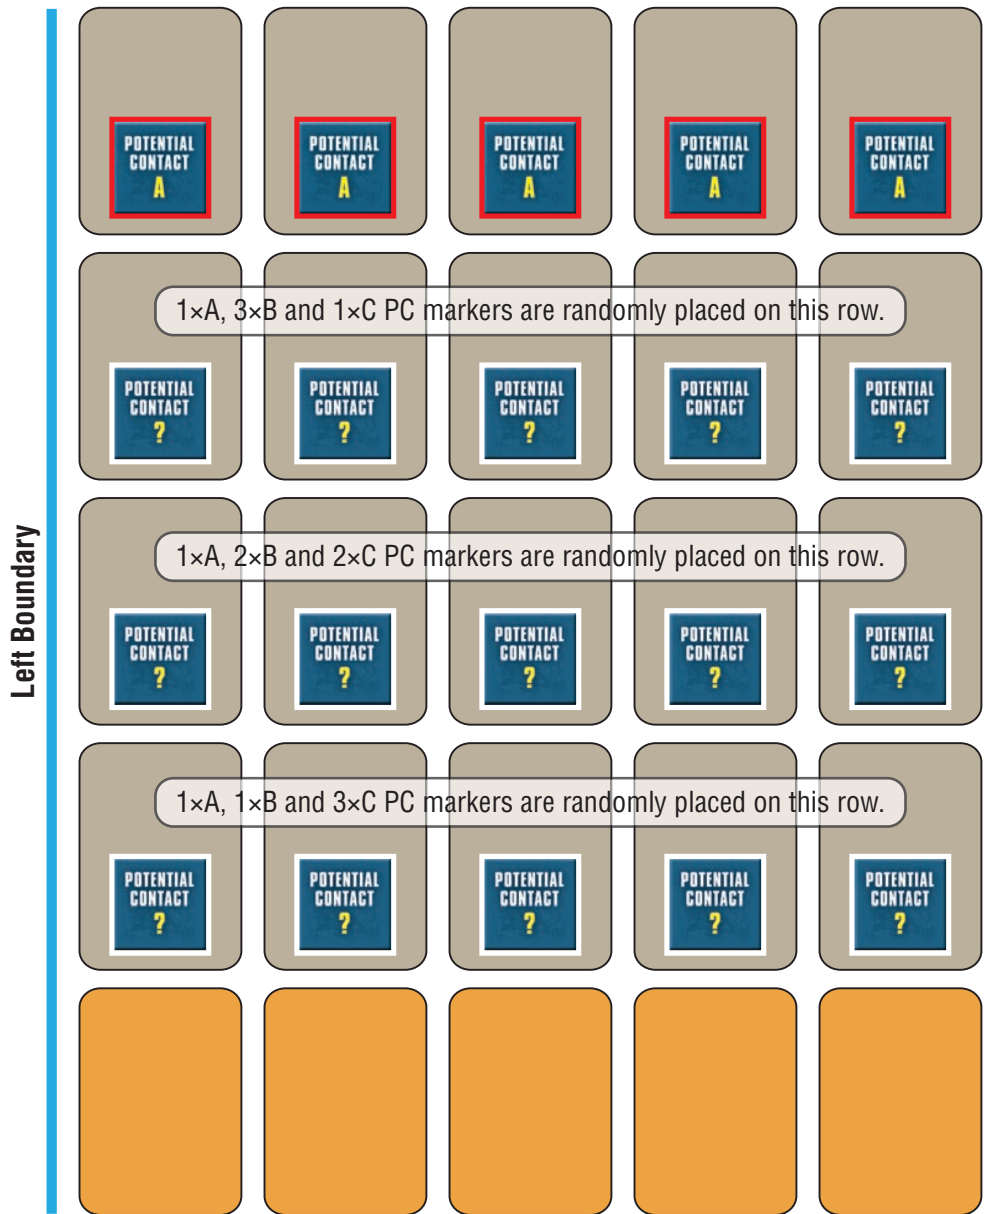 POTENTIAL POTENTIAL POTENTIAL POTENTIAL POTENTIAL
CONTACT CONTACT CONTACT CONTACT CONTACT
A A A A A
1×A, 3×B and 1×C PC markers are randomly placed on this row.
POTENTIAL POTENTIAL POTENTIAL POTENTIAL POTENTIAL
CONTACT CONTACT CONTACT CONTACT CONTACT
? ? ? ? ?
Left Boundary
1×A, 2×B and 2×C PC markers are randomly placed on this row.
POTENTIAL POTENTIAL POTENTIAL POTENTIAL POTENTIAL
CONTACT CONTACT CONTACT CONTACT CONTACT
? ? ? ? ?
1×A, 1×B and 3×C PC markers are randomly placed on this row.
POTENTIAL POTENTIAL POTENTIAL POTENTIAL POTENTIAL
CONTACT CONTACT CONTACT CONTACT CONTACT
? ? ? ? ?